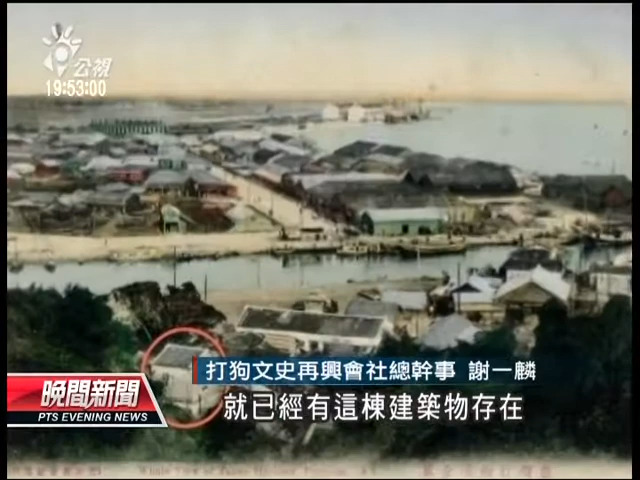 公視
19:53:00
打狗文史再興會社總幹事 謝一麟
就已經有這棟建築物存在
晚間新聞
PTS EVENING NEWS